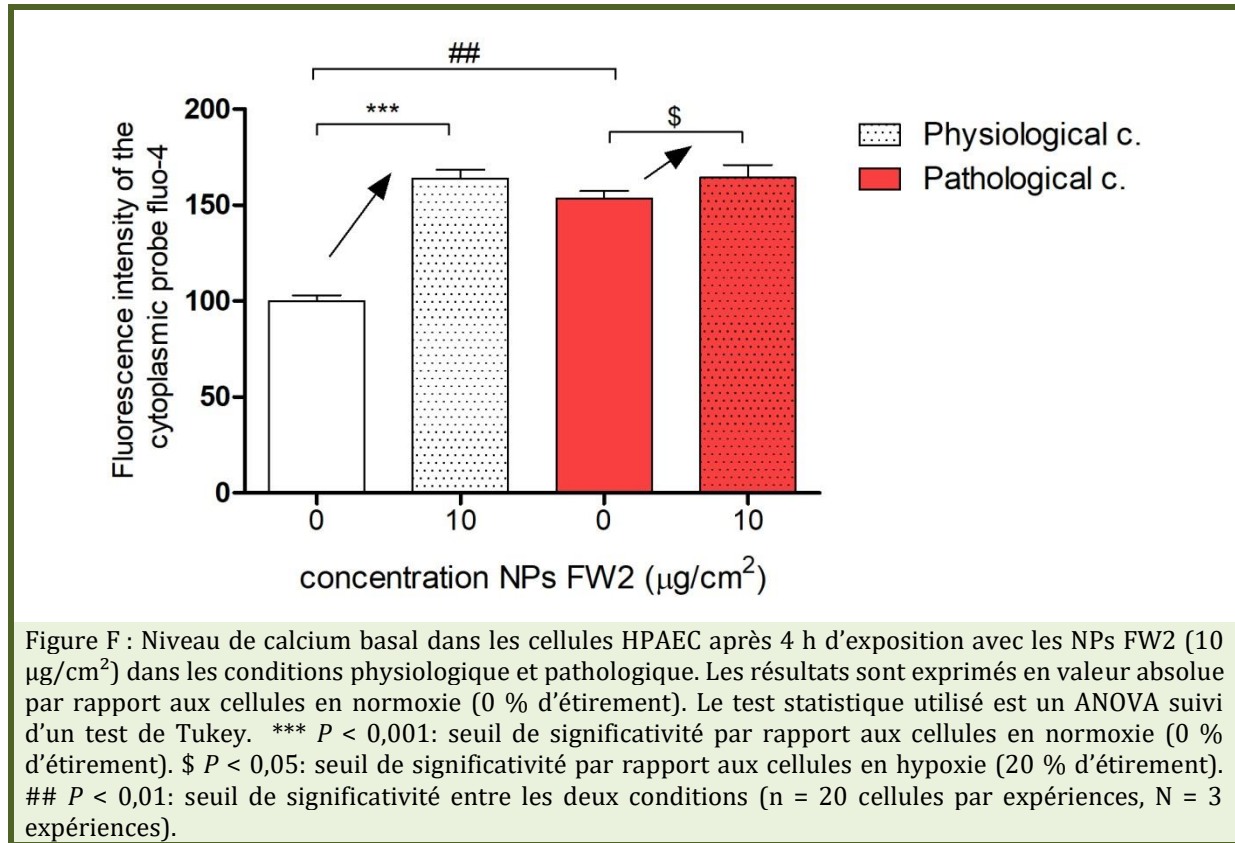 ##
***
$
200
150
100
50
0
Fluorescence intensity of the
cytoplasmic probe fluo-4
0 10 0 10
concentration NPs FW2 (μg/cm²)
Physiological c.
Pathological c.
Figure F : Niveau de calcium basal dans les cellules HPAEC après 4 h d’exposition avec les NPs FW2 (10
μg/cm²) dans les conditions physiologique et pathologique. Les résultats sont exprimés en valeur absolue
par rapport aux cellules en normoxie (0 % d’étirement). Le test statistique utilisé est un ANOVA suivi
d’un test de Tukey. *** P < 0,001: seuil de significativité par rapport aux cellules en normoxie (0 %
d’étirement). $ P < 0,05: seuil de significativité par rapport aux cellules en hypoxie (20 % d’étirement).
## P < 0,01: seuil de significativité entre les deux conditions (n = 20 cellules par expériences, N = 3
expériences).